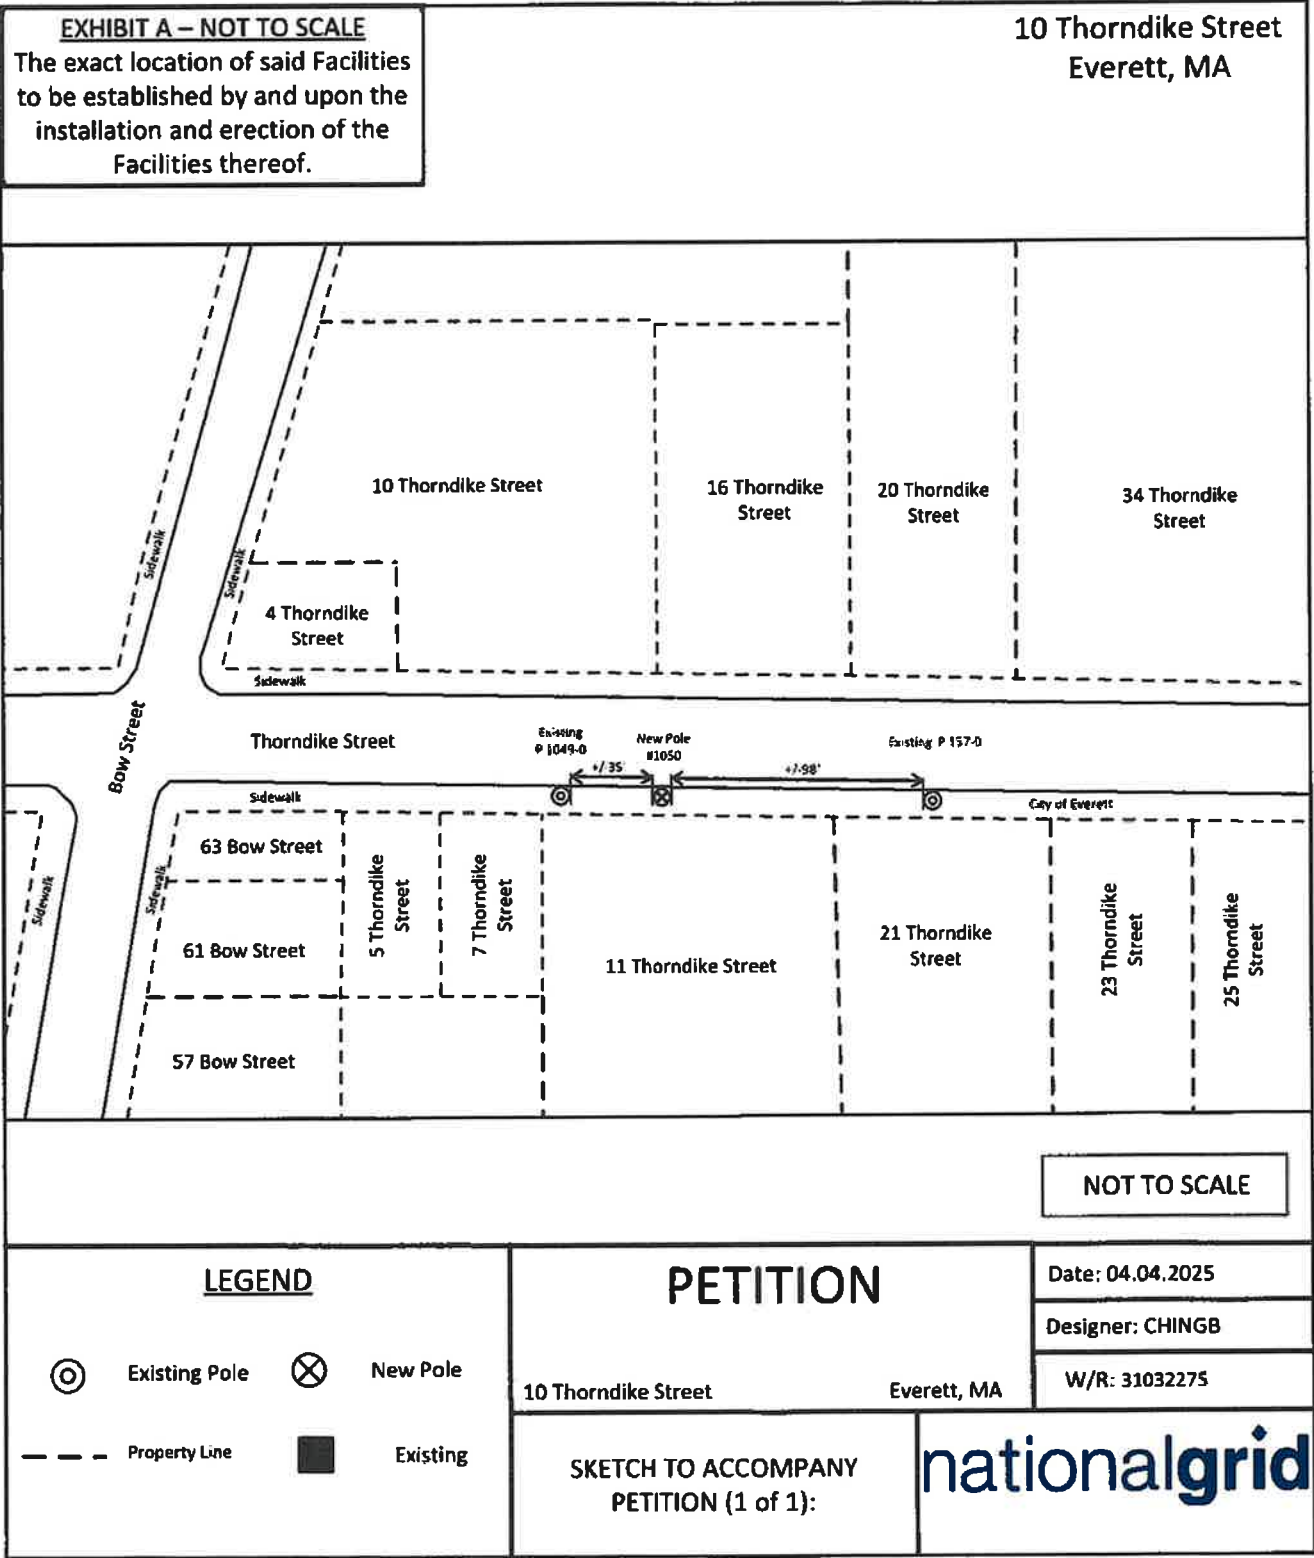 EXHIBIT A – NOT TO SCALE
The exact location of said Facilities
to be established by and upon the
installation and erection of the
Facilities thereof.
10 Thorndike Street
Everett, MA
10 Thorndike Street
16 Thorndike
Street
20 Thorndike
Street
34 Thorndike
Street
Sidewalk
Sidewalk
4 Thorndike
Street
Sidewalk
Bow Street
Thorndike Street
Existing
P 1049-0
New Pole
#1050
Existing P 157-0
+/-35'
+/-98'
Sidewalk
City of Everett
63 Bow Street
Sidewalk
Sidewalk
5 Thorndike
Street
7 Thorndike
Street
61 Bow Street
11 Thorndike Street
21 Thorndike
Street
23 Thorndike
Street
25 Thorndike
Street
57 Bow Street
NOT TO SCALE
LEGEND
Existing Pole
New Pole
Property Line
Existing
PETITION
10 Thorndike Street
Everett, MA
Date: 04.04.2025
Designer: CHINGB
W/R: 31032275
SKETCH TO ACCOMPANY
PETITION (1 of 1):
nationalgrid